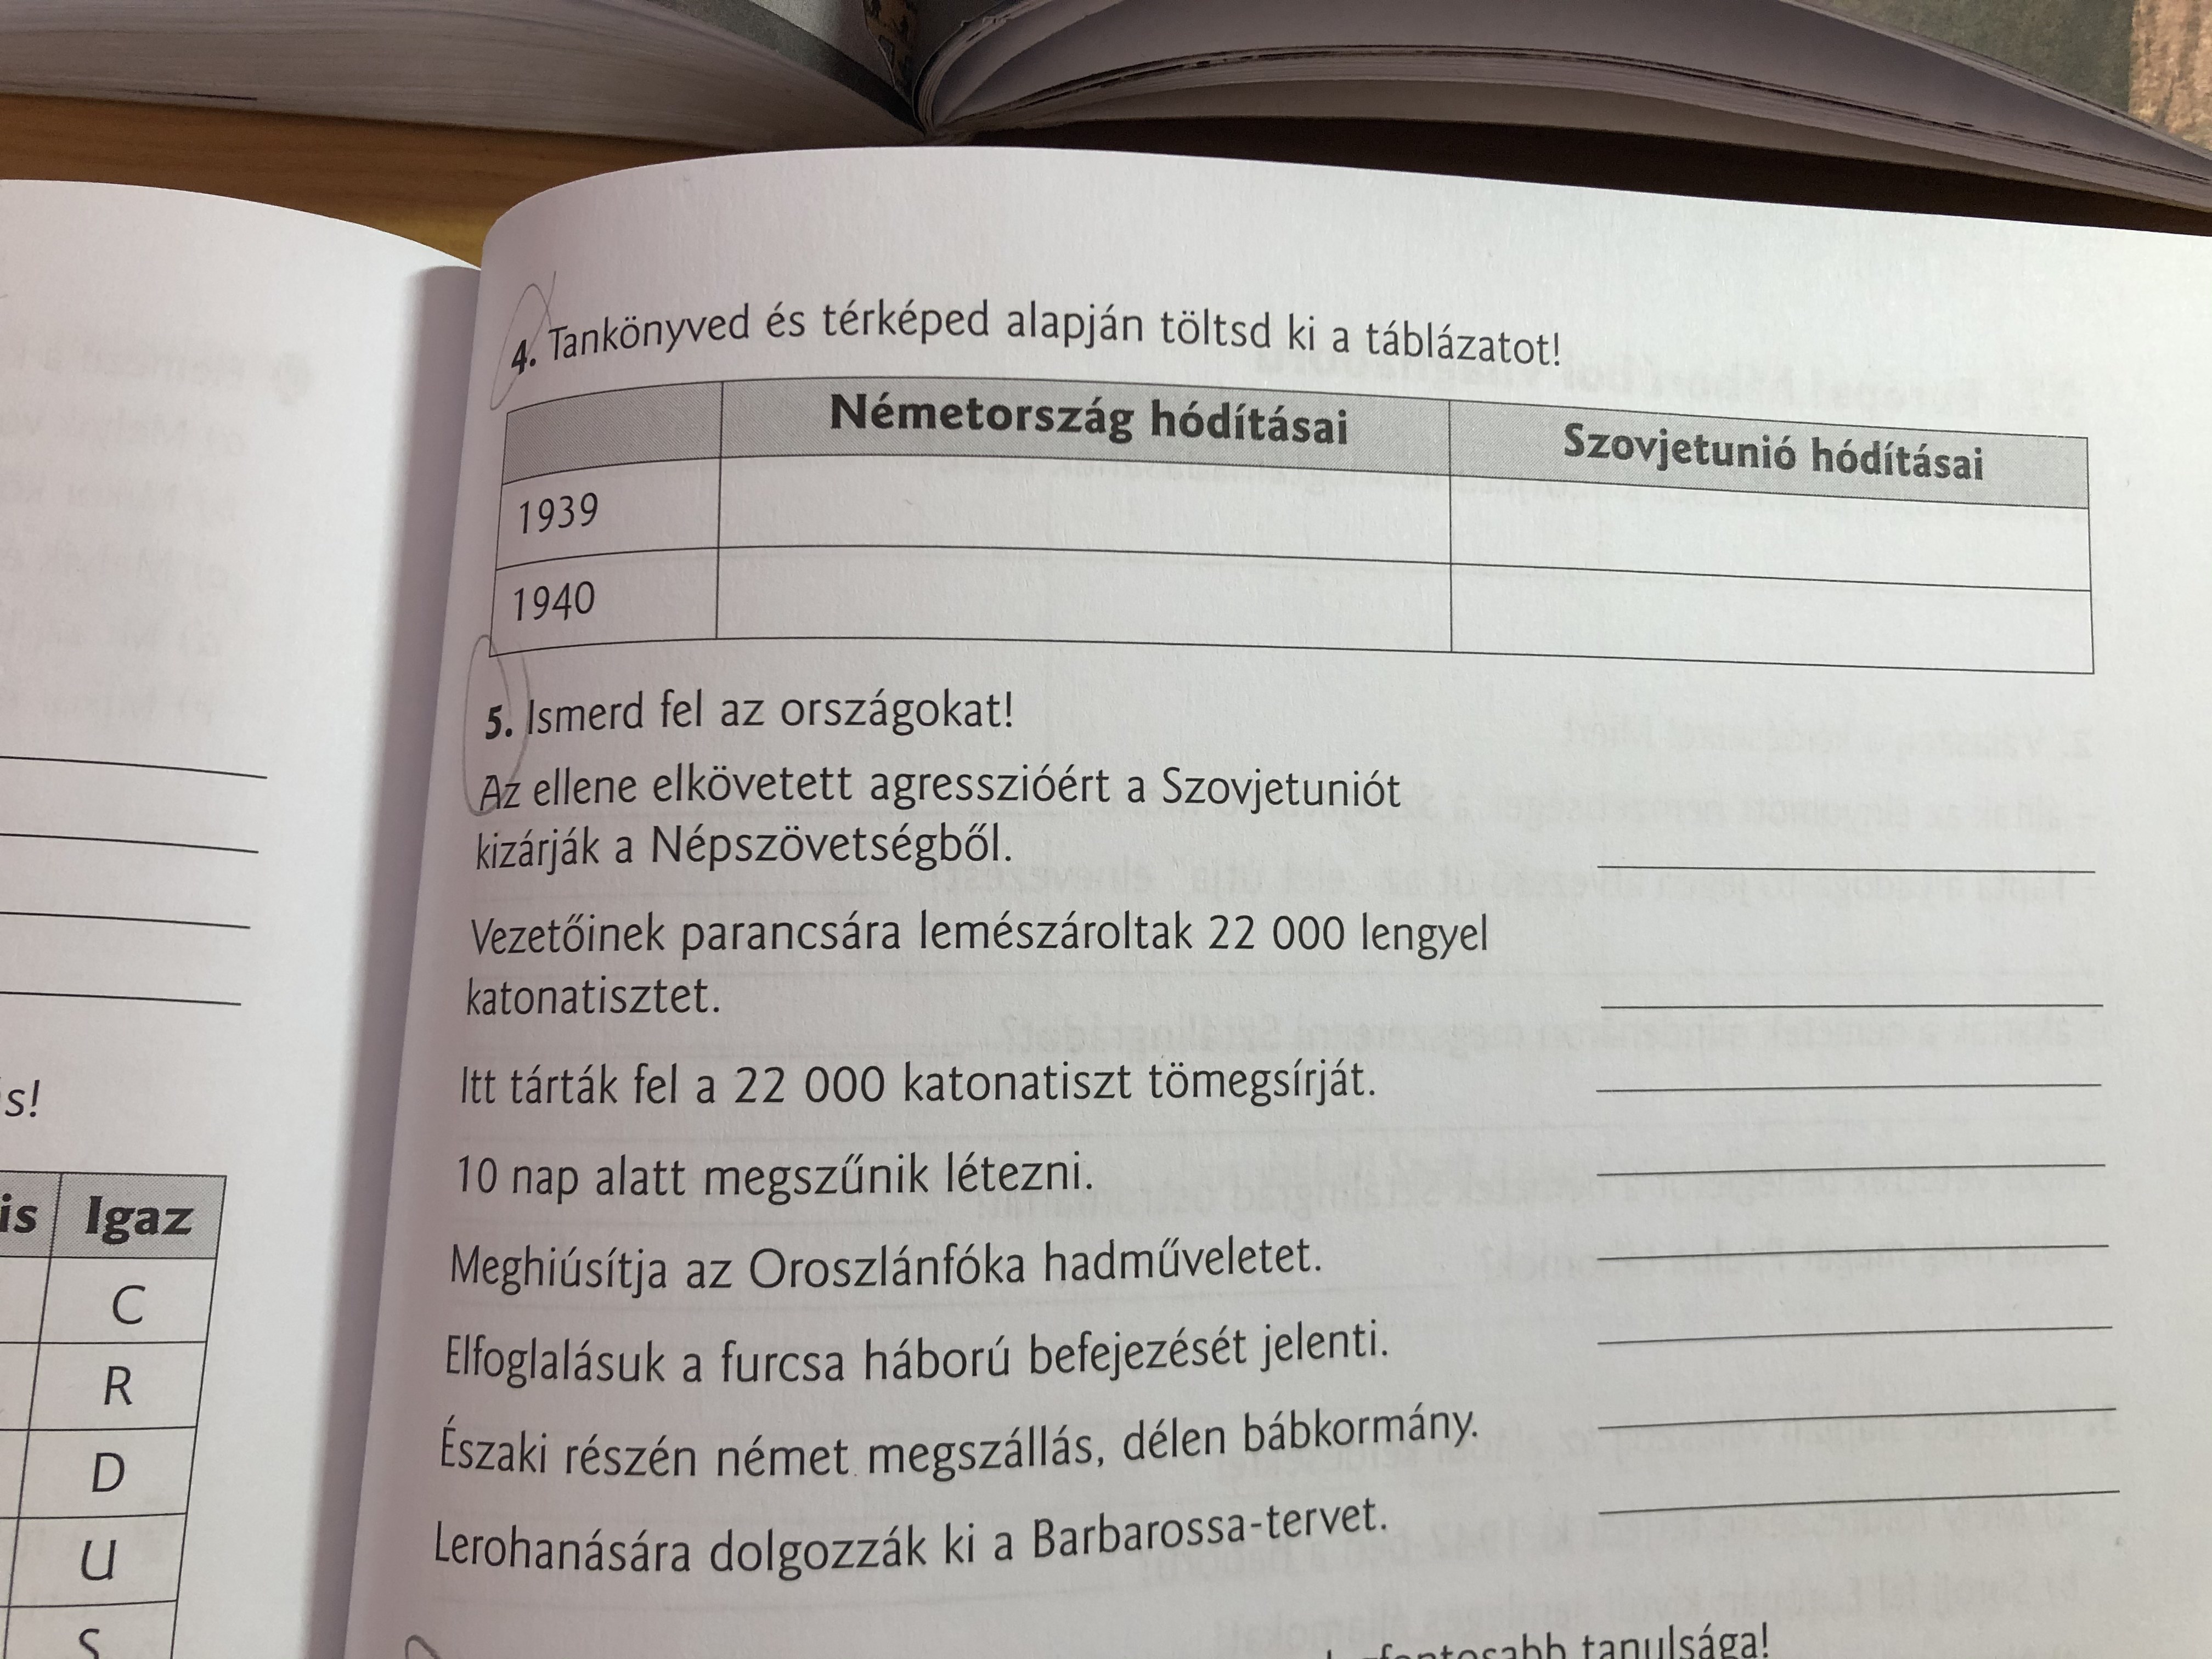 4. Tankönyved és térképed alapján töltsd ki a táblázatot!
Németország hódításai
Szovjetunió hódításai
1939
1940
5. Ismerd fel az országokat!
Az ellene elkövetett agresszióért a Szovjetuniót
kizárják a Népszövetségből.
Vezetőinek parancsára lemészároltak 22 000 lengyel
katonatisztet.
Itt tárták fel a 22 000 katonatiszt tömegsírját.
10 nap alatt megszűnik létezni.
Meghiúsítja az Oroszlánfóka hadműveletet.
Elfoglalásuk a furcsa háború befejezését jelenti.
Északi részén német megszállás, délen bábkormány.
Lerohanására dolgozzák ki a Barbarossa-tervet.
tanulsága!
s!
is Igaz
C
R
D
U
S